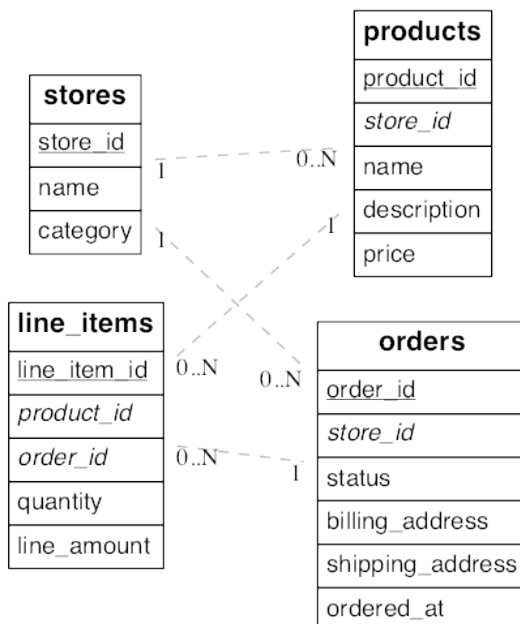 stores
store_id
name
category
products
product_id
store_id
name
description
price
1
0..N
1
0..N
1
0..N
0..N
1
line_items
line_item_id
product_id
order_id
quantity
line_amount
orders
order_id
store_id
status
billing_address
shipping_address
ordered_at